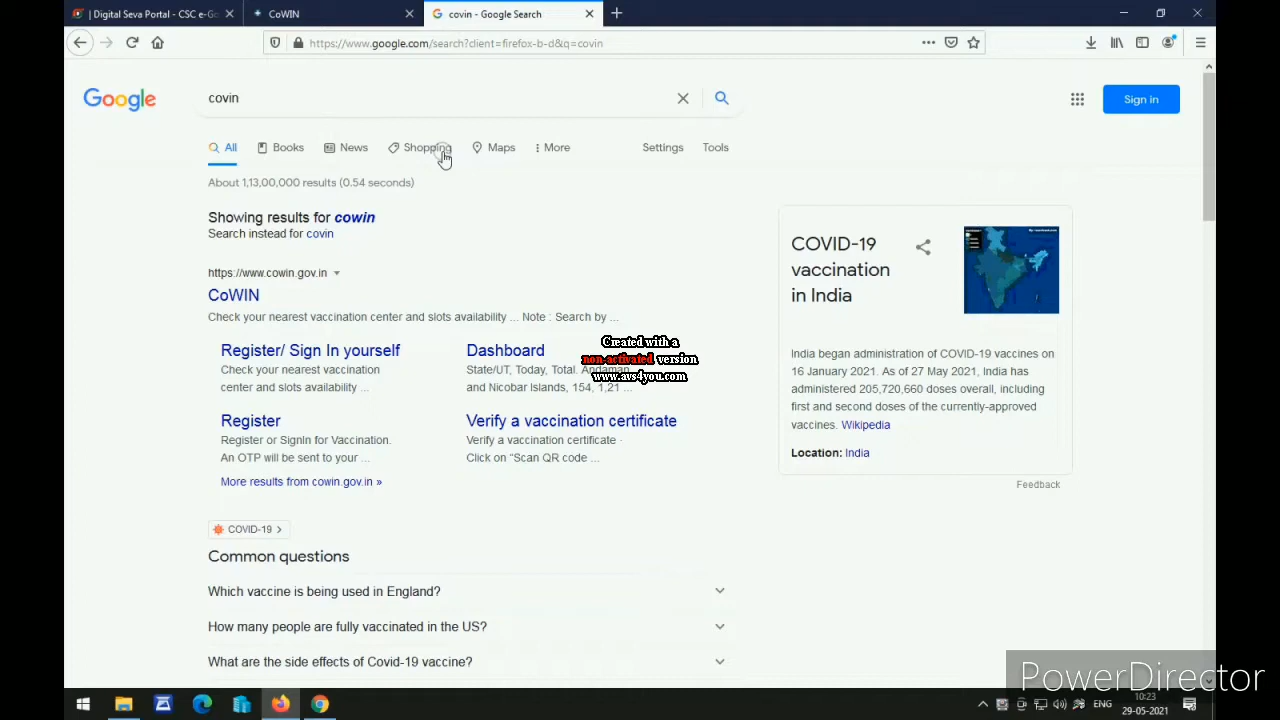 | Digital Seva Portal - CSC e-Go
CoWIN
covin - Google Search
https://www.google.com/search?client=firefox-b-d&q=covin
Google
covin
Sign in
All
Books
News
Shopping
Maps
More
Settings
Tools
About 1,13,00,000 results (0.54 seconds)
Showing results for cowin
Search instead for covin
https://www.cowin.gov.in
CoWIN
Check your nearest vaccination center and slots availability ... Note : Search by ...
Register/ Sign In yourself
Check your nearest vaccination
center and slots availability ...
Dashboard
State/UT, Today, Total. Andaman
and Nicobar Islands, 154, 1,21 ...
Register
Register or SignIn for Vaccination.
An OTP will be sent to your ...
Verify a vaccination certificate
Verify a vaccination certificate ·
Click on “Scan QR code ...
More results from cowin.gov.in »
COVID-19
Common questions
Which vaccine is being used in England?
How many people are fully vaccinated in the US?
What are the side effects of Covid-19 vaccine?
COVID-19
vaccination
in India
India began administration of COVID-19 vaccines on
16 January 2021. As of 27 May 2021, India has
administered 205,720,660 doses overall, including
first and second doses of the currently-approved
vaccines. Wikipedia
Location: India
Feedback
Created with a
non-activated version
www.avs4you.com
PowerDirector
ENG
10:23
29-05-2021